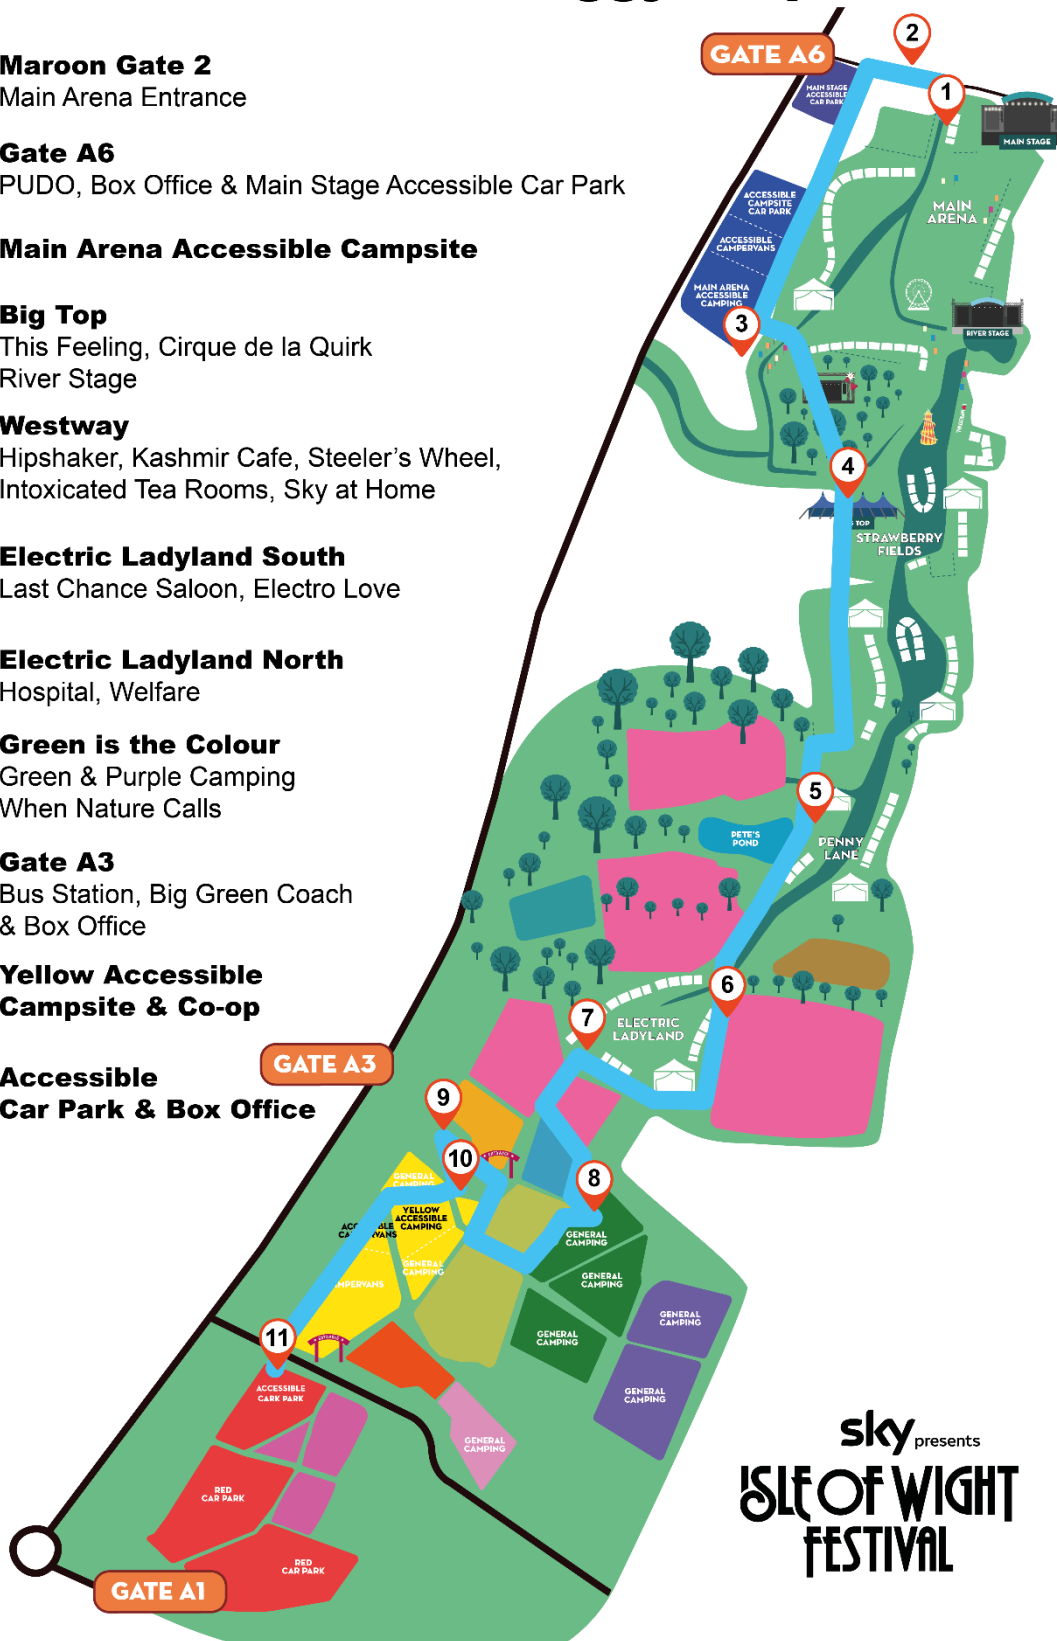 Maroon Gate 2
Main Arena Entrance
Gate A6
PUDO, Box Office & Main Stage Accessible Car Park
Main Arena Accessible Campsite
Big Top
This Feeling, Cirque de la Quirk
River Stage
Westway
Hipshaker, Kashmir Cafe, Steeler's Wheel,
Intoxicated Tea Rooms, Sky at Home
Electric Ladyland South
Last Chance Saloon, Electro Love
Electric Ladyland North
Hospital, Welfare
Green is the Colour
Green & Purple Camping
When Nature Calls
Gate A3
Bus Station, Big Green Coach
& Box Office
Yellow Accessible
Campsite & Co-op
Accessible
Car Park & Box Office
GATE A6
2
1
MAIN STAGE
ACCESSIBLE
CAR PARK
MAIN STAGE
ACCESSIBLE
CAMPSITE
CAR PARK
MAIN
ARENA
ACCESSIBLE
CAMPERVANS
MAIN ARENA
ACCESSIBLE
CAMPING
3
RIVER STAGE
4
TOP
STRAWBERRY
FIELDS
5
PETE'S
POND
PENNY
LANE
6
7
ELECTRIC
LADYLAND
GATE A3
9
10
8
GENERAL
CAMPING
YELLOW
ACCESSIBLE
CAMPING
GENERAL
CAMPING
GENERAL
CAMPING
MPERVANS
GENERAL
CAMPING
GENERAL
CAMPING
11
GENERAL
CAMPING
ACCESSIBLE
CARK PARK
GENERAL
CAMPING
GENERAL
CAMPING
RED
CAR PARK
RED
CAR PARK
GATE A1
sky presents
ISLE OF WIGHT
FESTIVAL